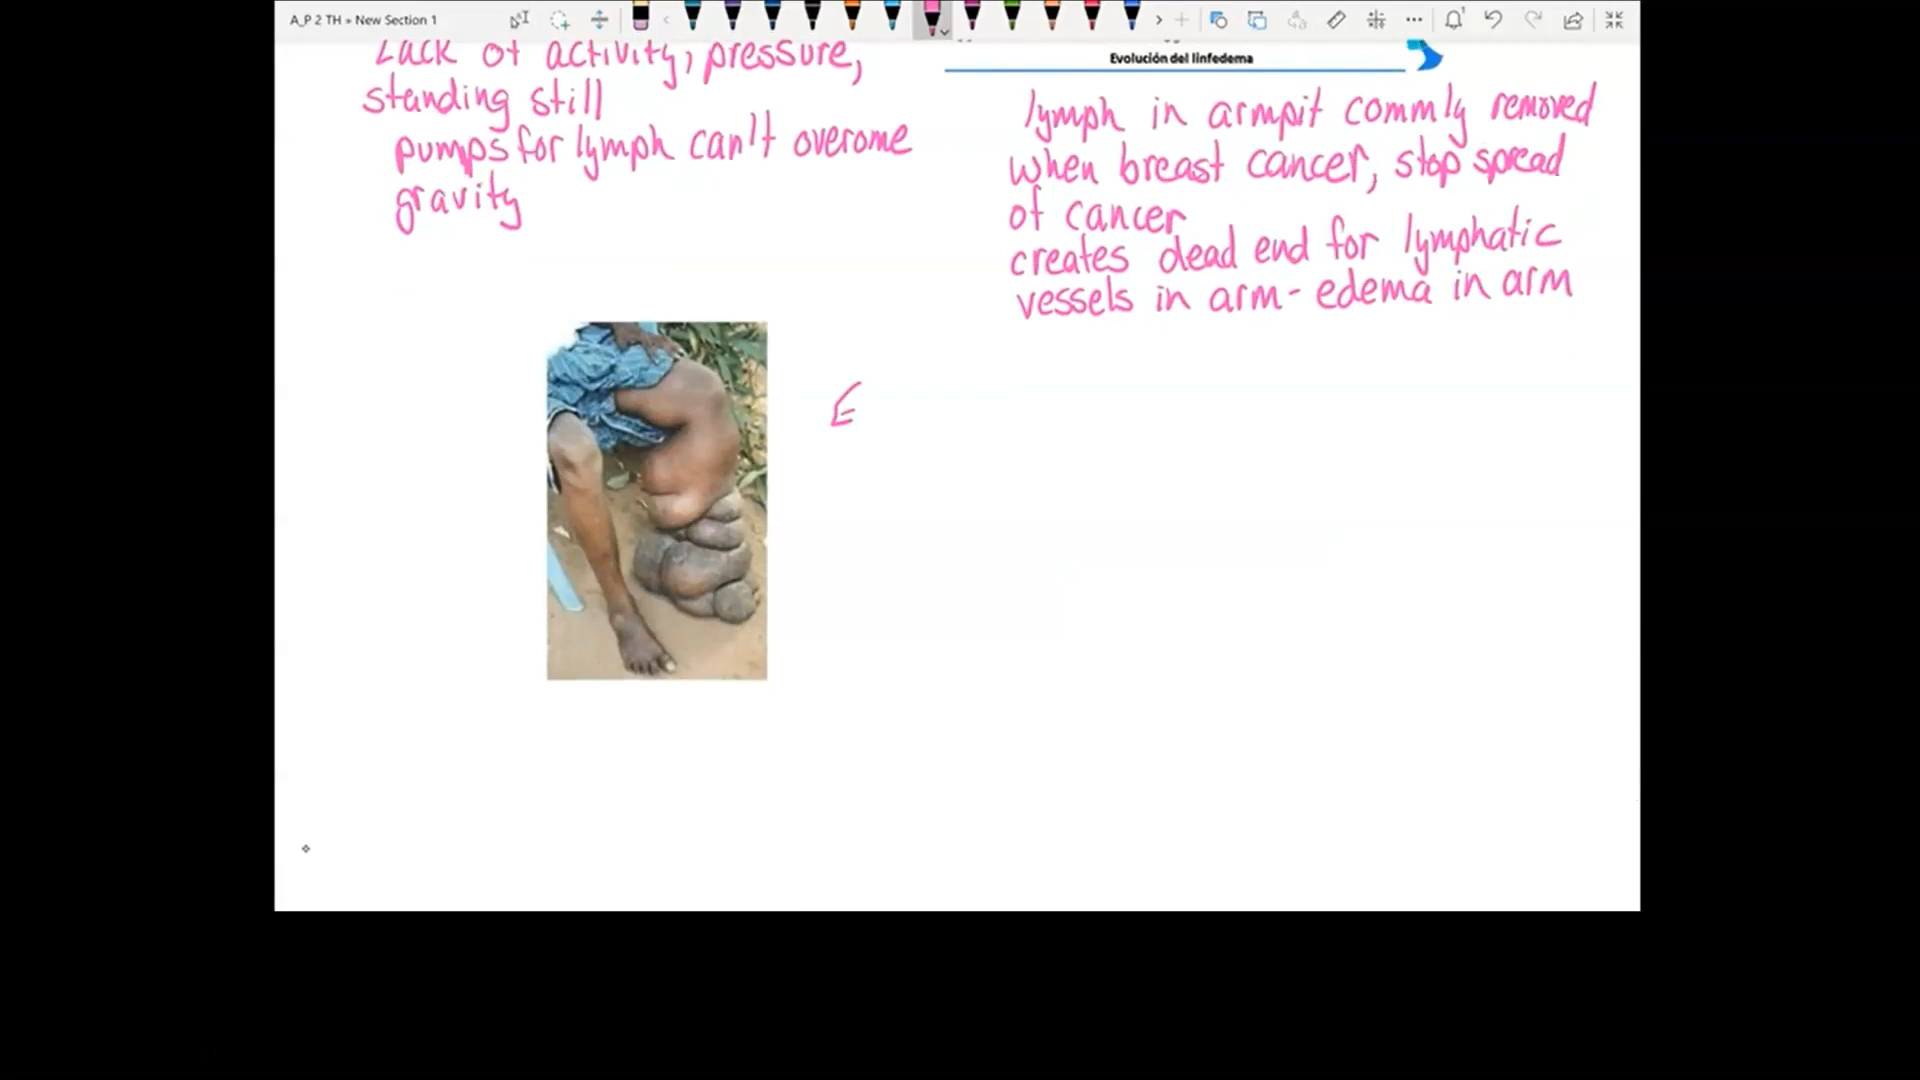 A_P 2 TH » New Section 1
Lack of activity, pressure,
standing still
pumps for lymph can't overome
gravity
Evolución del linfedema
lymph in armpit commly removed
when breast cancer, stop spread
of cancer
creates dead end for lymphatic
vessels in arm - edema in arm
E